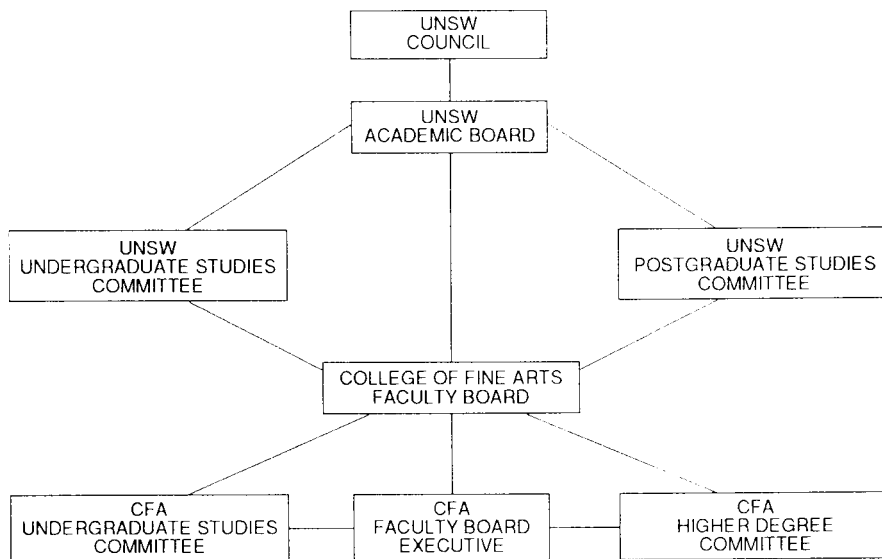 UNSW
COUNCIL
UNSW
ACADEMIC BOARD
UNSW
UNDERGRADUATE STUDIES
COMMITTEE
UNSW
POSTGRADUATE STUDIES
COMMITTEE
COLLEGE OF FINE ARTS
FACULTY BOARD
CFA
UNDERGRADUATE STUDIES
COMMITTEE
CFA
FACULTY BOARD
EXECUTIVE
CFA
HIGHER DEGREE
COMMITTEE